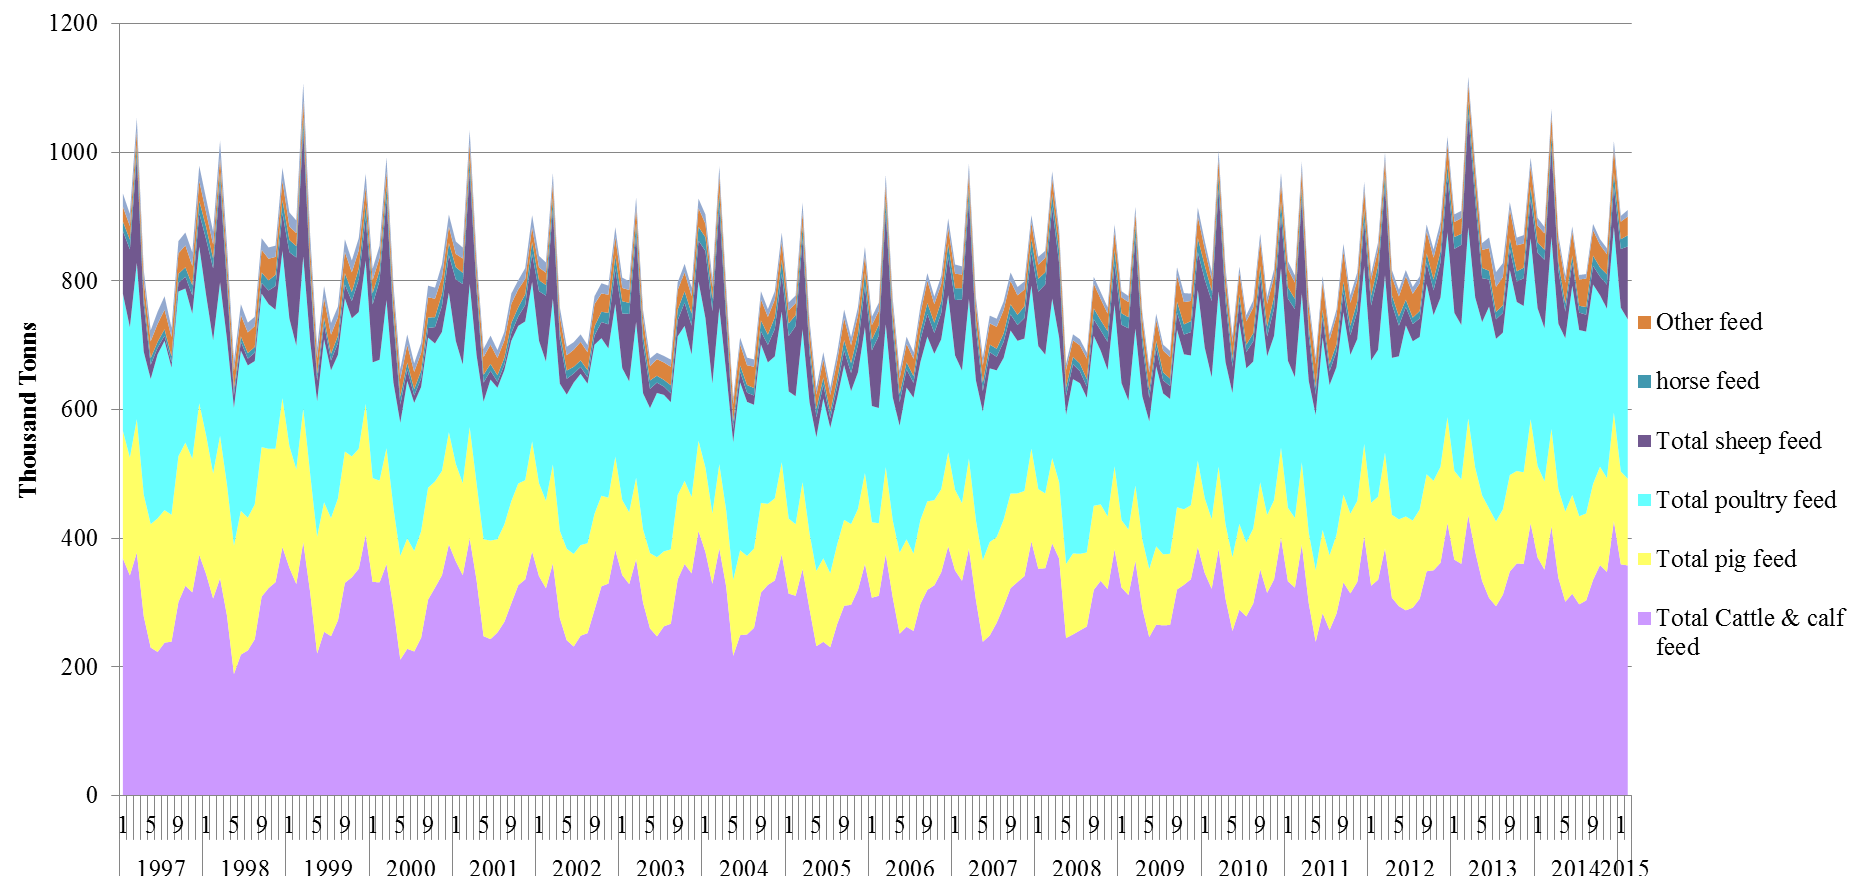 1200
1000
800
600
400
200
0
Thousand Tonns
Other feed
horse feed
Total sheep feed
Total poultry feed
Total pig feed
Total Cattle & calf
feed
1 5 9 1 5 9 1 5 9 1 5 9 1 5 9 1 5 9 1 5 9 1 5 9 1 5 9 1 5 9 1 5 9 1 5 9 1 5 9 1 5 9 1 5 9 1 5 9 1 5 9 1 5 9 1
1997 1998 1999 2000 2001 2002 2003 2004 2005 2006 2007 2008 2009 2010 2011 2012 2013 2014 2015